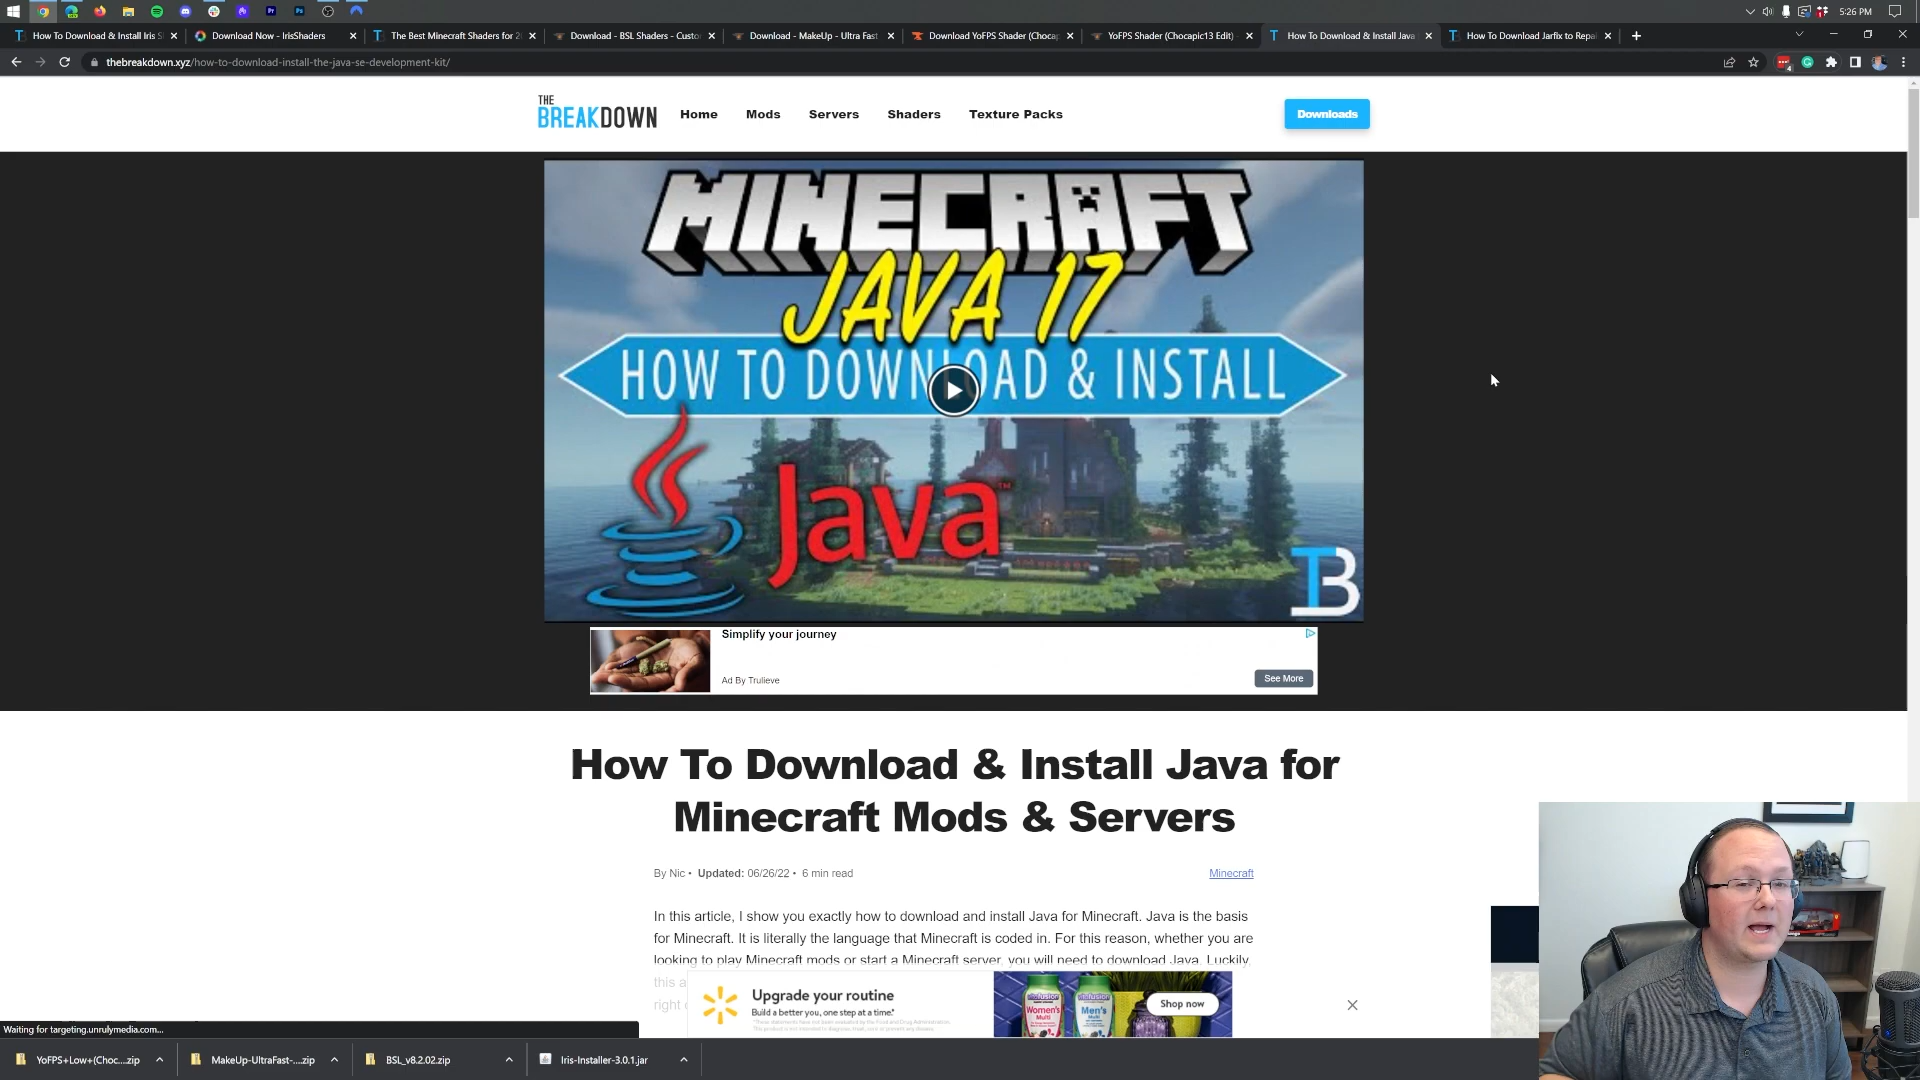 5:26 PM
How To Download & Install Iris S
Download Now - IrisShaders
The Best Minecraft Shaders for 2
Download - BSL Shaders - Custo
Download - MakeUp - Ultra Fast
Download YoFPS Shader (Chocap
YoFPS Shader (Chocapic13 Edit)
How To Download & Install Java
How To Download Jarfix to Repa
thebreakdown.xyz/how-to-download-install-the-java-se-development-kit/
THE
BREAKDOWN
Home
Mods
Servers
Shaders
Texture Packs
Downloads
MINECRAFT
JAVA 17
HOW TO DOWNLOAD & INSTALL
Java™
TB
Simplify your journey
Ad By Trulieve
See More
How To Download & Install Java for
Minecraft Mods & Servers
By Nic • Updated: 06/26/22 • 6 min read
Minecraft
In this article, I show you exactly how to download and install Java for Minecraft. Java is the basis
for Minecraft. It is literally the language that Minecraft is coded in. For this reason, whether you are
looking to play Minecraft mods or start a Minecraft server, you will need to download Java. Luckily,
this a
right
Upgrade your routine
Build a better you, one step at a time.*
Women's
Multi
Men's
Multi
Shop now
Waiting for targeting.unrulymedia.com...
YoFPS+Low+(Choc....zip
MakeUp-UltraFast-....zip
BSL_v8.2.02.zip
Iris-Installer-3.0.1.jar